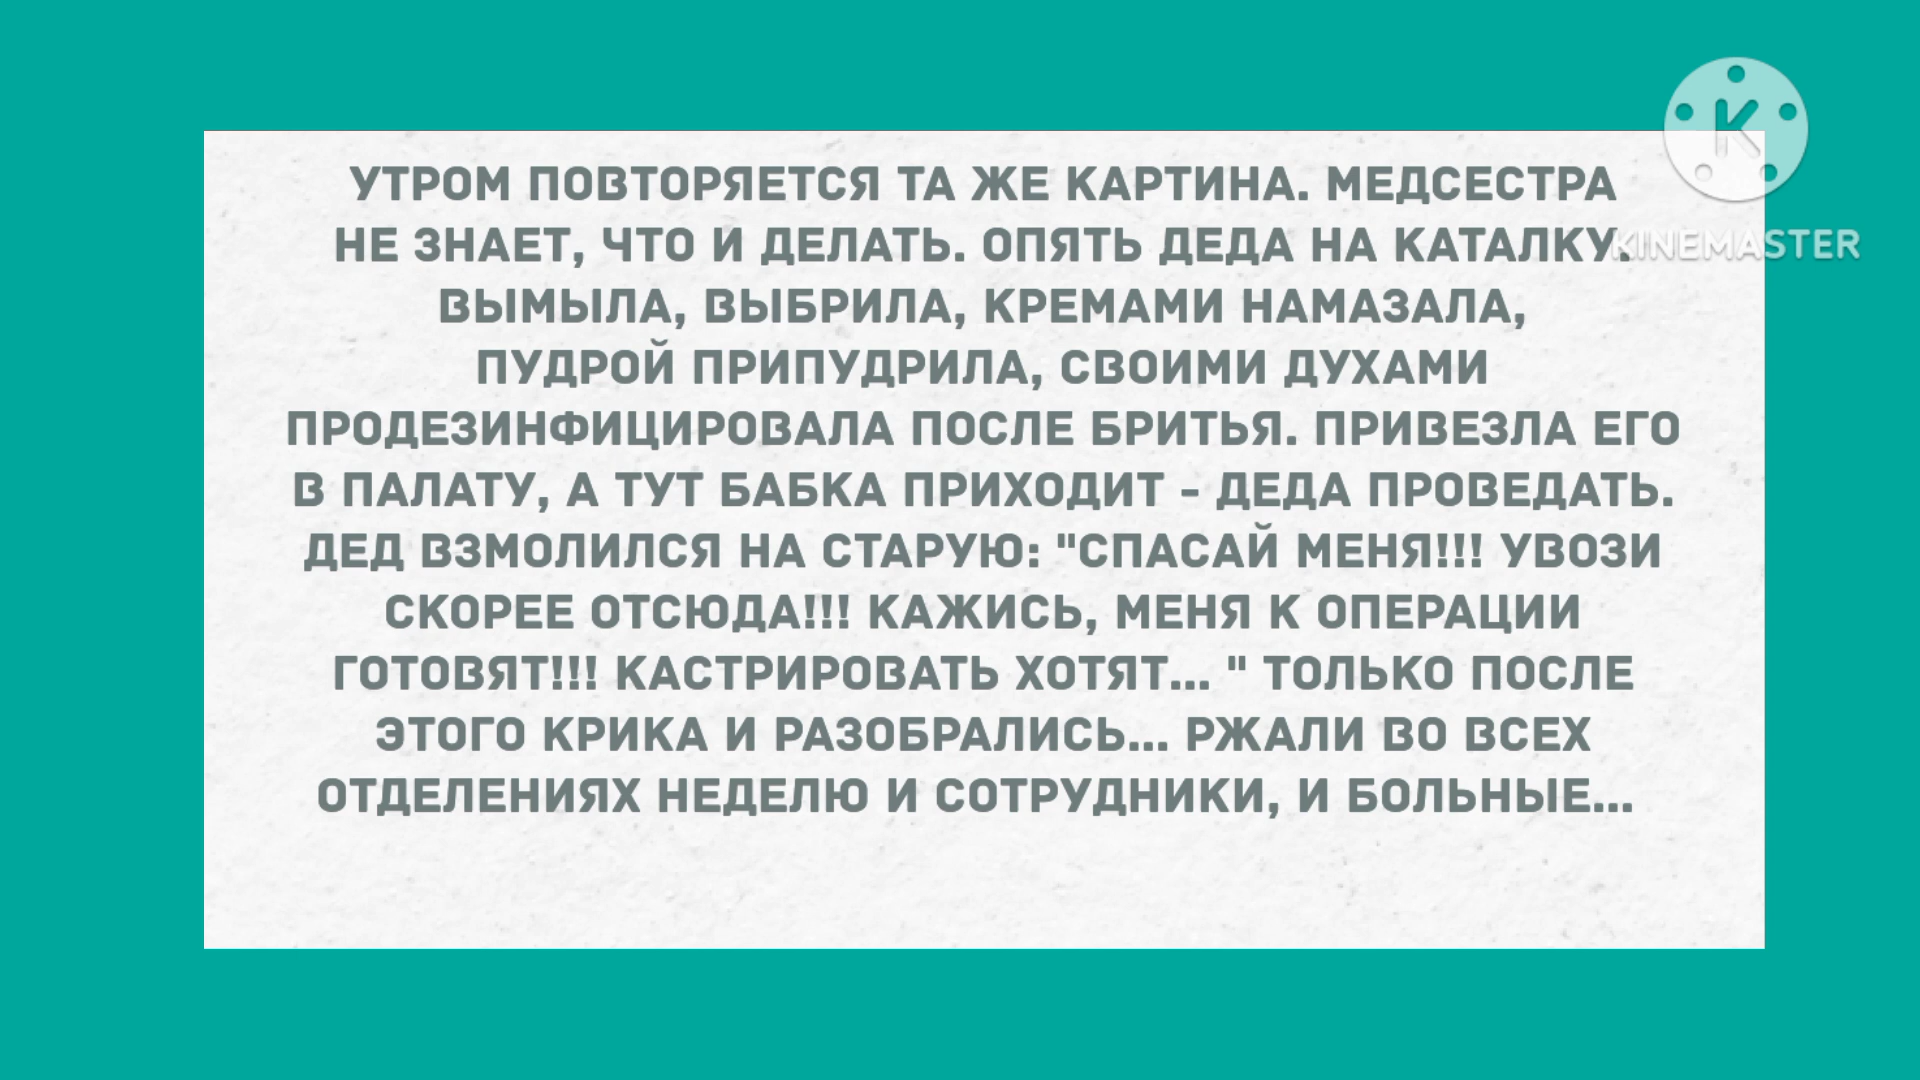 УТРОМ ПОВТОРЯЕТСЯ ТА ЖЕ КАРТИНА. МЕДСЕСТРА
НЕ ЗНАЕТ, ЧТО И ДЕЛАТЬ. ОПЯТЬ ДЕДА НА КАТАЛКУ.
ВЫМЫЛА, ВЫБРИЛА, КРЕМАМИ НАМАЗАЛА,
ПУДРОЙ ПРИПУДРИЛА, СВОИМИ ДУХАМИ
ПРОДЕЗИНФИЦИРОВАЛА ПОСЛЕ БРИТЬЯ. ПРИВЕЗЛА ЕГО
В ПАЛАТУ, А ТУТ БАБКА ПРИХОДИТ - ДЕДА ПРОВЕДАТЬ.
ДЕД ВЗМОЛИЛСЯ НА СТАРУЮ: "СПАСАЙ МЕНЯ!!! УВОЗИ
СКОРЕЕ ОТСЮДА!!! КАЖИСЬ, МЕНЯ К ОПЕРАЦИИ
ГОТОВЯТ!!! КАСТРИРОВАТЬ ХОТЯТ... " ТОЛЬКО ПОСЛЕ
ЭТОГО КРИКА И РАЗОБРАЛИСЬ... РЖАЛИ ВО ВСЕХ
ОТДЕЛЕНИЯХ НЕДЕЛЮ И СОТРУДНИКИ, И БОЛЬНЫЕ...
K
KINEMASTER